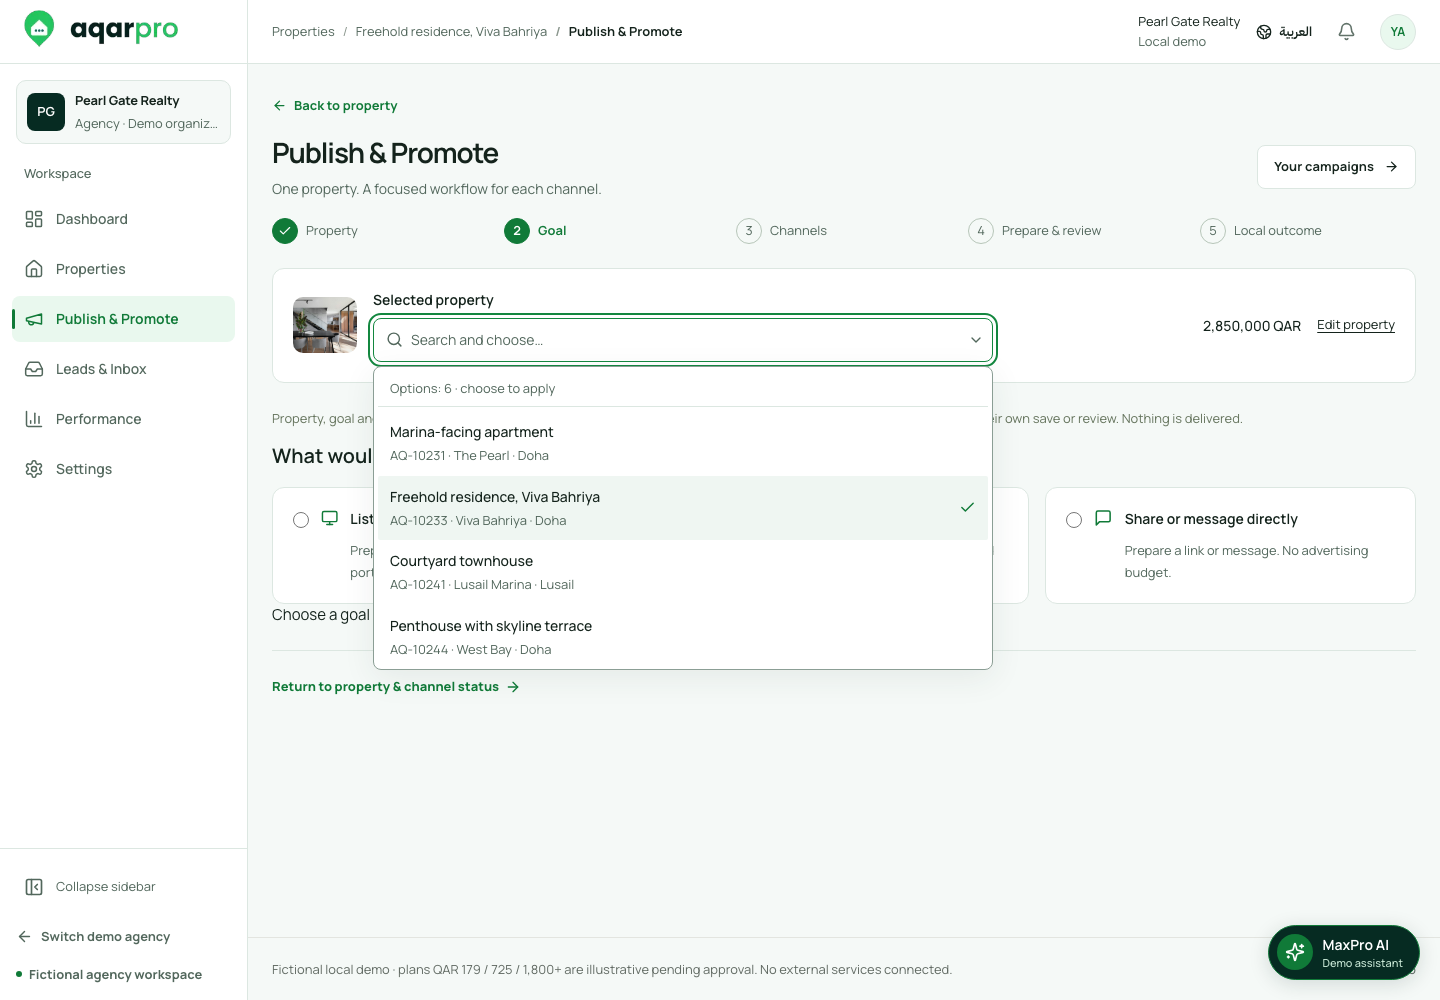 aqarpro
Properties / Freehold residence, Viva Bahriya / Publish & Promote
Pearl Gate Realty
Local demo
العربية
YA
PG
Pearl Gate Realty
Agency · Demo organiz...
Workspace
Dashboard
Properties
Publish & Promote
Leads & Inbox
Performance
Settings
Collapse sidebar
Switch demo agency
Fictional agency workspace
Back to property
Publish & Promote
One property. A focused workflow for each channel.
Your campaigns
Property
2 Goal
3 Channels
4 Prepare & review
5 Local outcome
Selected property
Search and choose...
2,850,000 QAR
Edit property
Options: 6 · choose to apply
Marina-facing apartment
AQ-10231 · The Pearl · Doha
Freehold residence, Viva Bahriya
AQ-10233 · Viva Bahriya · Doha
Courtyard townhouse
AQ-10241 · Lusail Marina · Lusail
Penthouse with skyline terrace
AQ-10244 · West Bay · Doha
Property, goal
own save or review. Nothing is delivered.
What
List
Share or message directly
Prepare a link or message. No advertising
budget.
Choose a goal
Return to property & channel status
Fictional local demo · plans QAR 179 / 725 / 1,800+ are illustrative pending approval. No external services connected.
MaxPro AI
Demo assistant